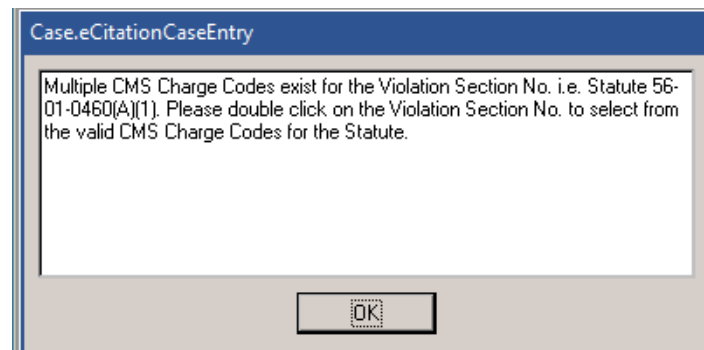 Case.eCitationCaseEntry
Multiple CMS Charge Codes exist for the Violation Section No. i.e. Statute 56-
01-0460(A)(1). Please double click on the Violation Section No. to select from
the valid CMS Charge Codes for the Statute.
OK